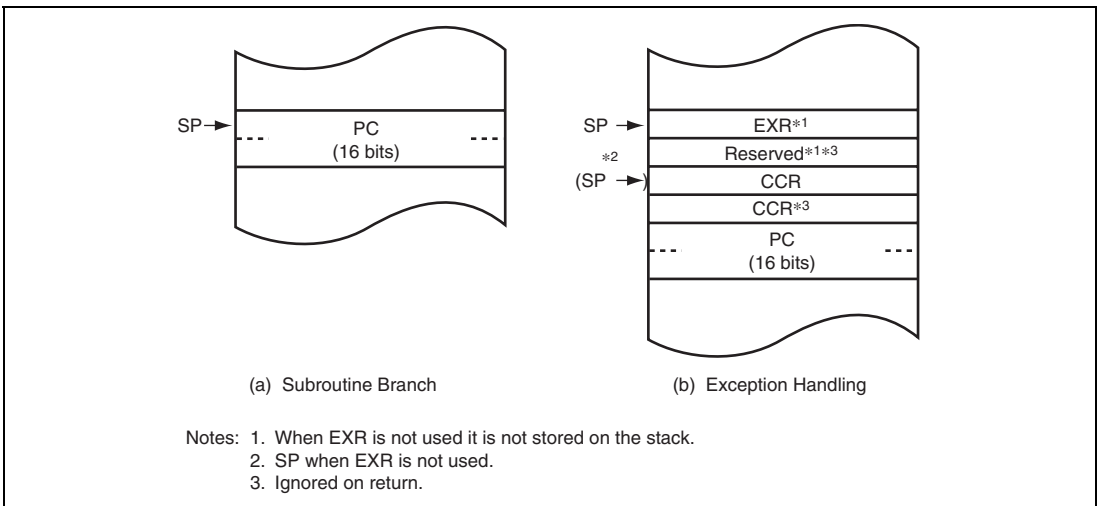 SP
PC
(16 bits)
(a) Subroutine Branch
SP
*2
(SP )
EXR*1
Reserved*1*3
CCR
CCR*3
PC
(16 bits)
(b) Exception Handling
Notes: 1. When EXR is not used it is not stored on the stack.
2. SP when EXR is not used.
3. Ignored on return.